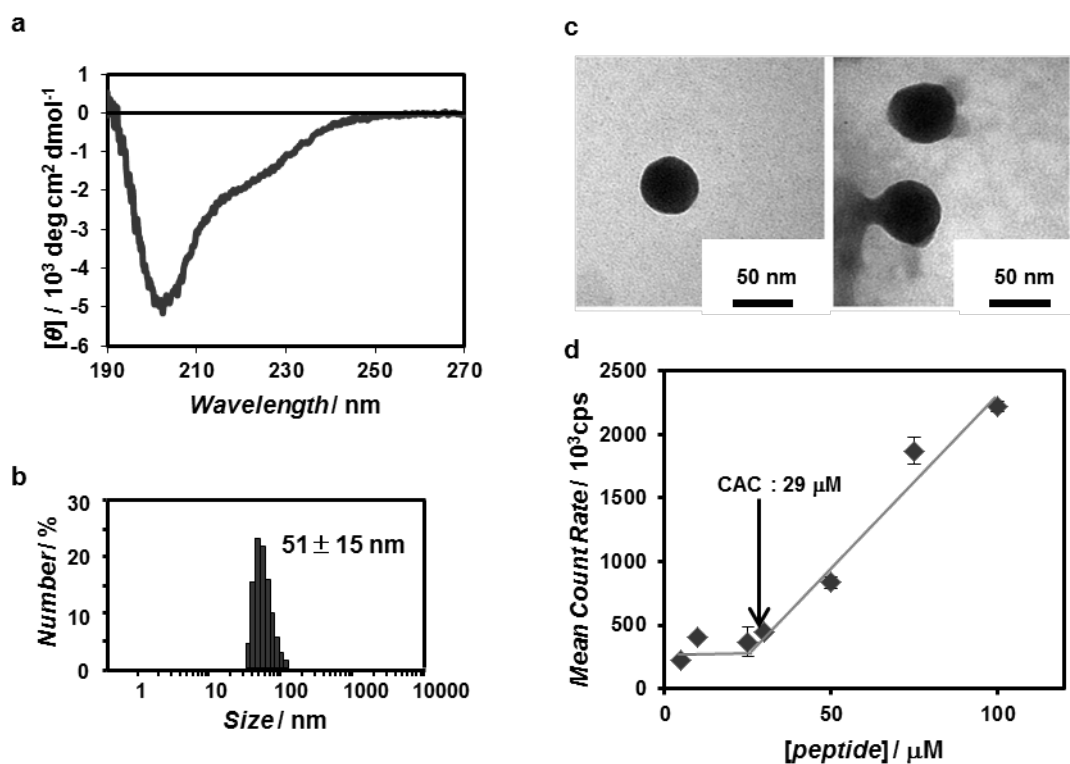 a
[θ] / 10³ deg cm² dmol⁻¹
1
0
-1
-2
-3
-4
-5
-6
190 210 230 250 270
Wavelength / nm
b
Number / %
30
20
10
0
51 ± 15 nm
1 10 100 1000 10000
Size / nm
c
50 nm
50 nm
d
Mean Count Rate / 10³cps
2500
2000
1500
1000
500
0
CAC : 29 μM
0 50 100
[peptide] / μM